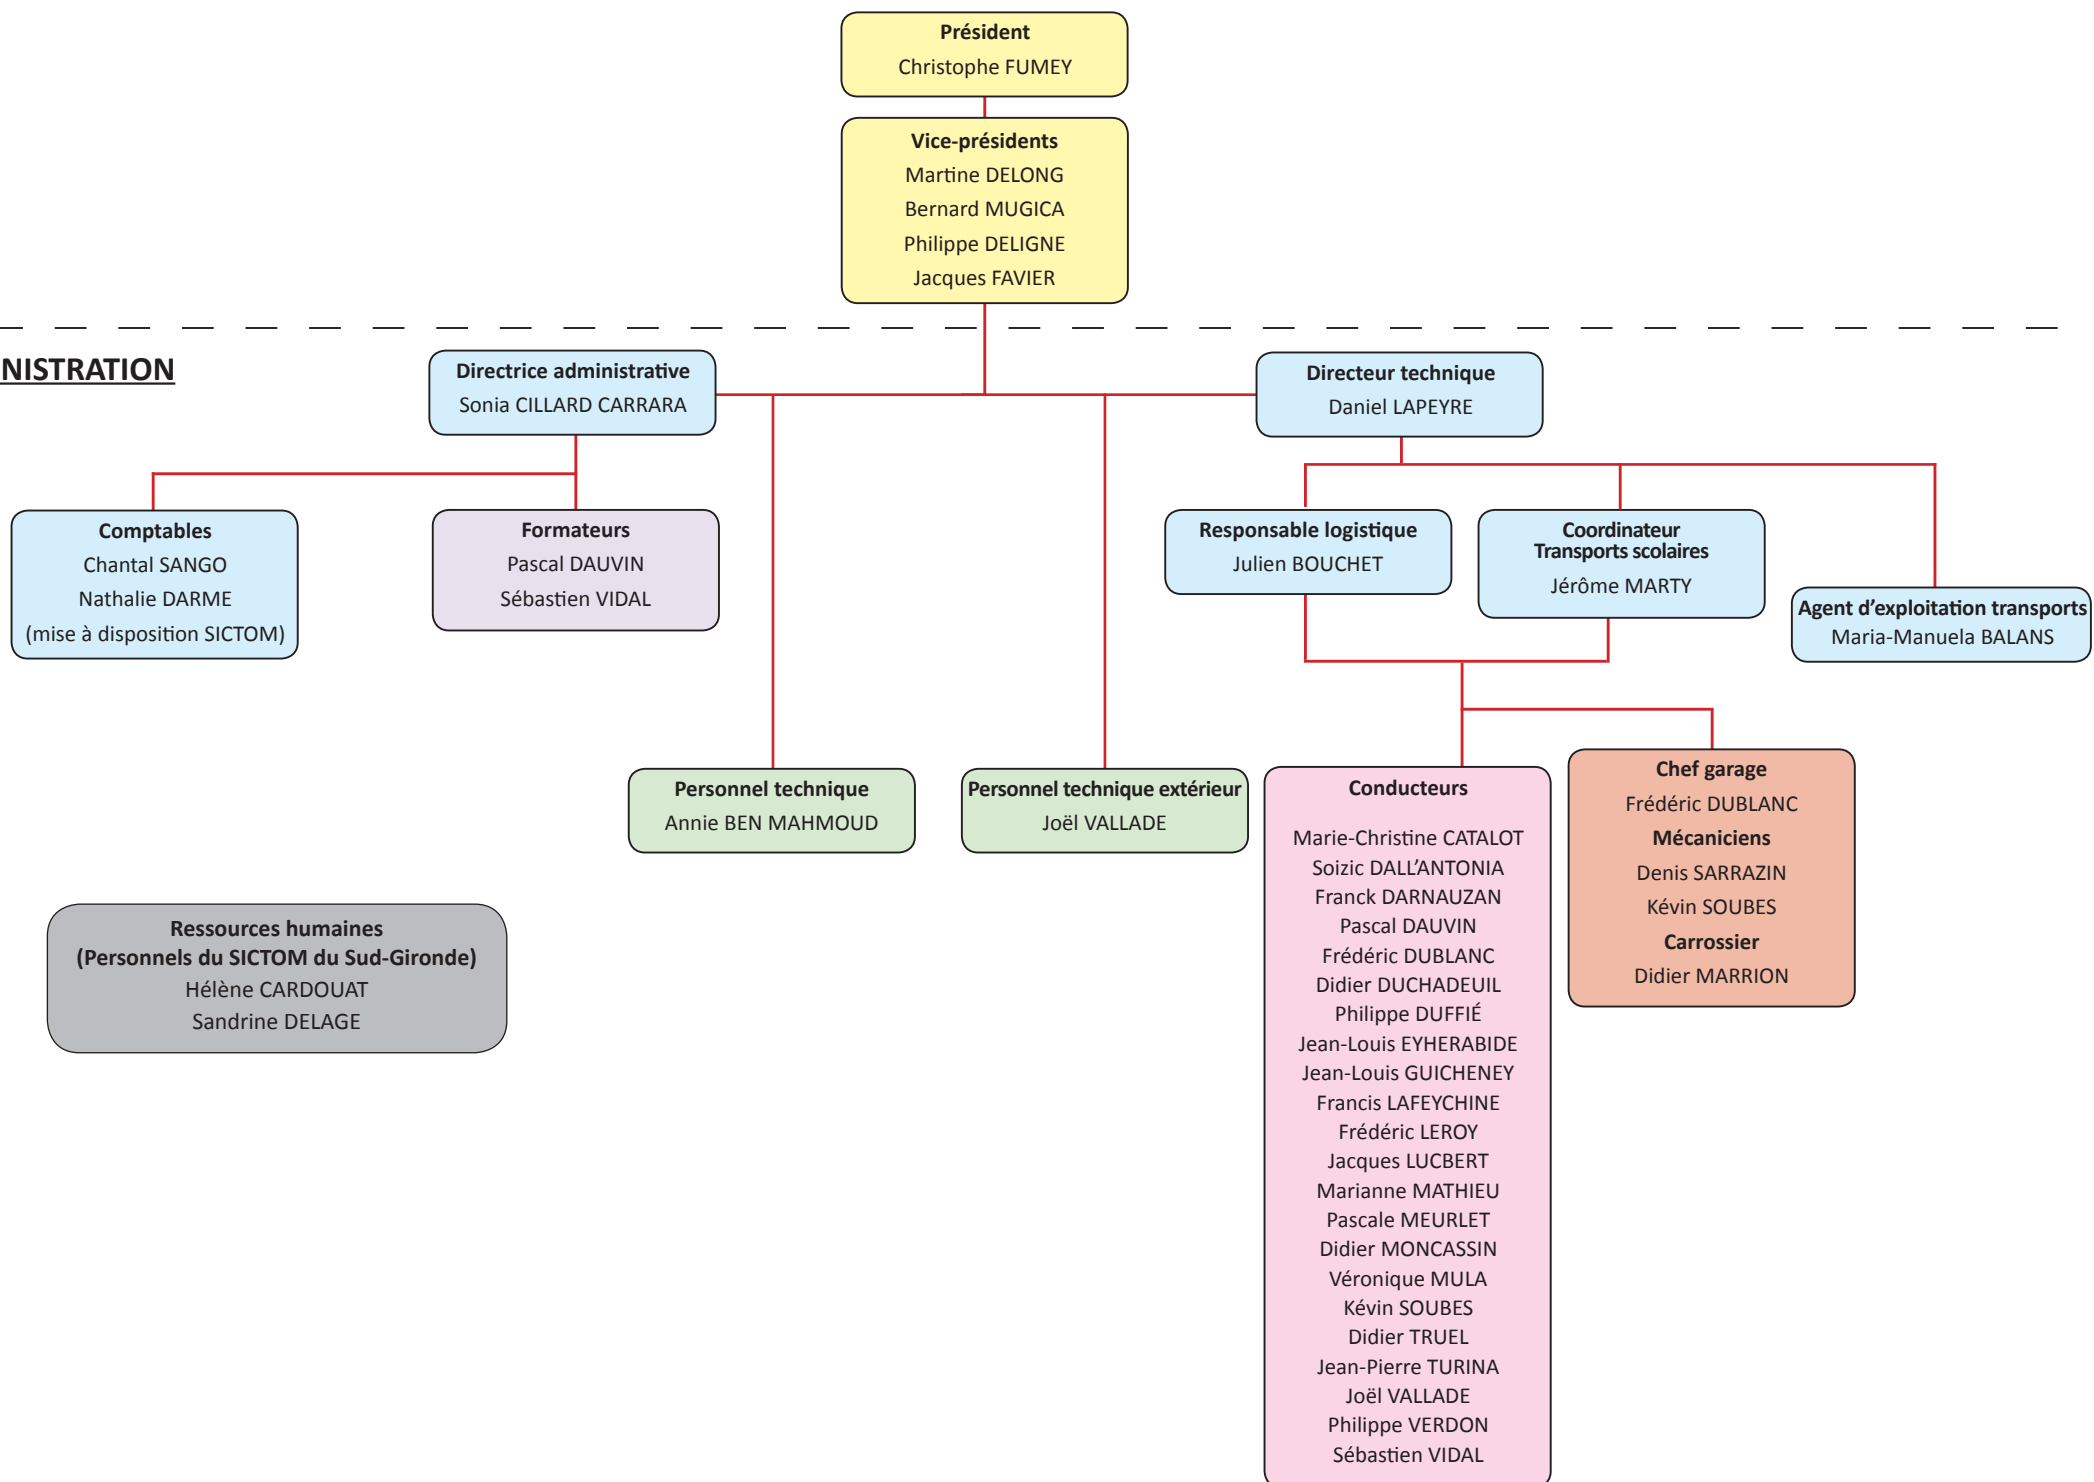 Président
Christophe FUMEY
Vice-présidents
Martine DELONG
Bernard MUGICA
Philippe DELIGNE
Jacques FAVIER
NISTRATION
Directrice administrative
Sonia CILLARD CARRARA
Directeur technique
Daniel LAPEYRE
Comptables
Chantal SANGO
Nathalie DARME
(mise à disposition SICTOM)
Formateurs
Pascal DAUVIN
Sébastien VIDAL
Responsable logistique
Julien BOUCHET
Coordinateur
Transports scolaires
Jérôme MARTY
Agent d’exploitation transports
Maria-Manuela BALANS
Personnel technique
Annie BEN MAHMOUD
Personnel technique extérieur
Joël VALLADE
Conducteurs
Marie-Christine CATALOT
Soizic DALL’ANTONIA
Franck DARNAUZAN
Pascal DAUVIN
Frédéric DUBLANC
Didier DUCHADEUIL
Philippe DUFFIÉ
Jean-Louis EYHERABIDE
Jean-Louis GUICHENEY
Francis LAFEYCHINE
Frédéric LEROY
Jacques LUCBERT
Marianne MATHIEU
Pascale MEURLET
Didier MONCASSIN
Véronique MULA
Kévin SOUBES
Didier TRUEL
Jean-Pierre TURINA
Joël VALLADE
Philippe VERDON
Sébastien VIDAL
Chef garage
Frédéric DUBLANC
Mécaniciens
Denis SARRAZIN
Kévin SOUBES
Carrossier
Didier MARRION
Ressources humaines
(Personnels du SICTOM du Sud-Gironde)
Hélène CARDOUAT
Sandrine DELAGE